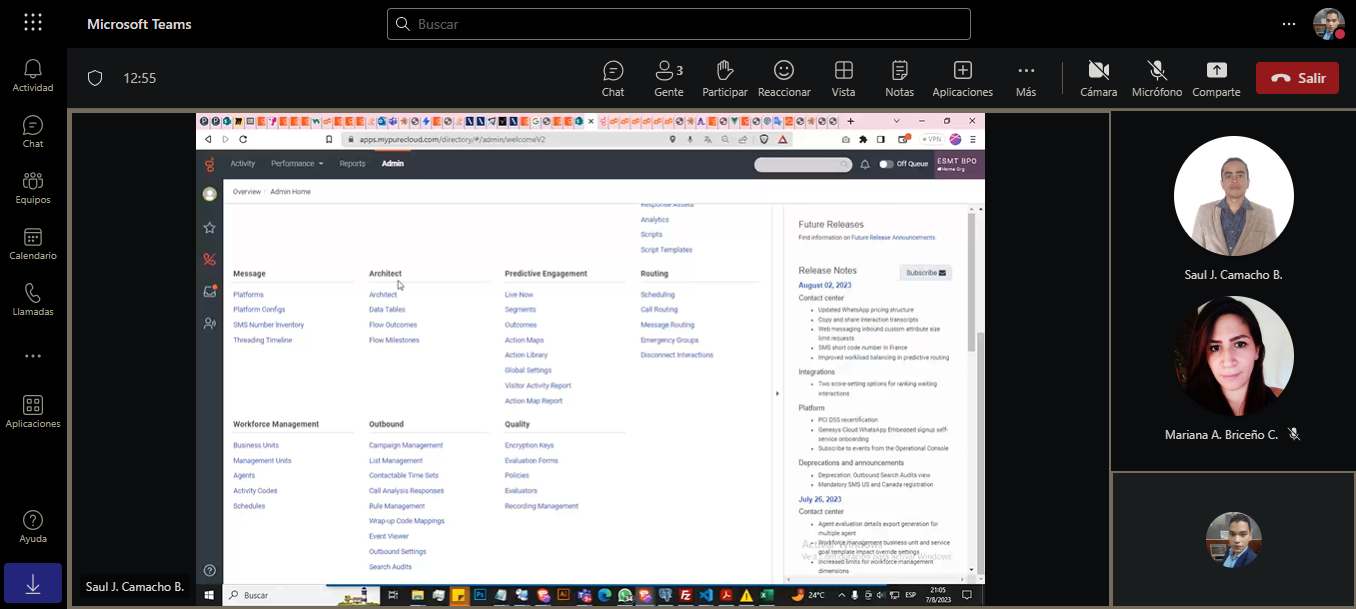 Microsoft Teams
Buscar
Actividad
Chat
Equipos
Calendario
Llamadas
Aplicaciones
Ayuda
12:55
Chat
Gente
3
Participar
Reaccionar
Vista
Notas
Aplicaciones
Más
Cámara
Micrófono
Comparte
Salir
apps.mypurecloud.com/directory/#/admin/welcomeV2
VPN
Activity
Performance
Reports
Admin
Off Queue
ESMT BPO
Home Org
Overview / Admin Home
Response Assets
Analytics
Scripts
Script Templates
Message
Platforms
Platform Configs
SMS Number Inventory
Threading Timeline
Architect
Architect
Data Tables
Flow Outcomes
Flow Milestones
Predictive Engagement
Live Now
Segments
Outcomes
Action Maps
Action Library
Global Settings
Visitor Activity Report
Action Map Report
Routing
Scheduling
Call Routing
Message Routing
Emergency Groups
Disconnect Interactions
Workforce Management
Business Units
Management Units
Agents
Activity Codes
Schedules
Outbound
Campaign Management
List Management
Contactable Time Sets
Call Analysis Responses
Rule Management
Wrap-up Code Mappings
Event Viewer
Outbound Settings
Search Audits
Quality
Encryption Keys
Evaluation Forms
Policies
Evaluators
Recording Management
Future Releases
Find information on Future Release Announcements.
Release Notes
Subscribe
August 02, 2023
Contact center
Updated WhatsApp pricing structure
Copy and share interaction transcripts
Web messaging inbound custom attribute size
limit requests
SMS short code number in France
Improved workload balancing in predictive routing
Integrations
Two score-setting options for ranking waiting
interactions
Platform
PCI DSS recertification
Genesys Cloud WhatsApp Embedded signup self-
service onboarding
Subscribe to events from the Operational Console
Deprecations and announcements
Deprecation: Outbound Search Audits view
Mandatory SMS US and Canada registration.
July 26, 2023
Contact center
Agent evaluation details export generation for
multiple agent
Workforce management business unit and service
goal template impact override settings
Increased limits for workforce management
dimensions
Activar Windows
Ve a Configuración para activar Windows.
Buscar
24°C
ESP
21:05
7/8/2023
Saul J. Camacho B.
Saul J. Camacho B.
Mariana A. Briceño C.